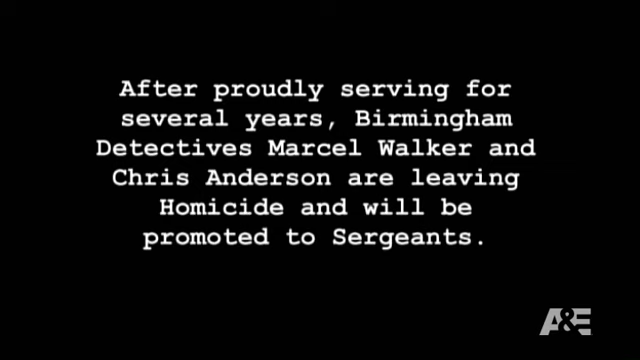 After proudly serving for
several years, Birmingham
Detectives Marcel Walker and
Chris Anderson are leaving
Homicide and will be
promoted to Sergeants.
A&E